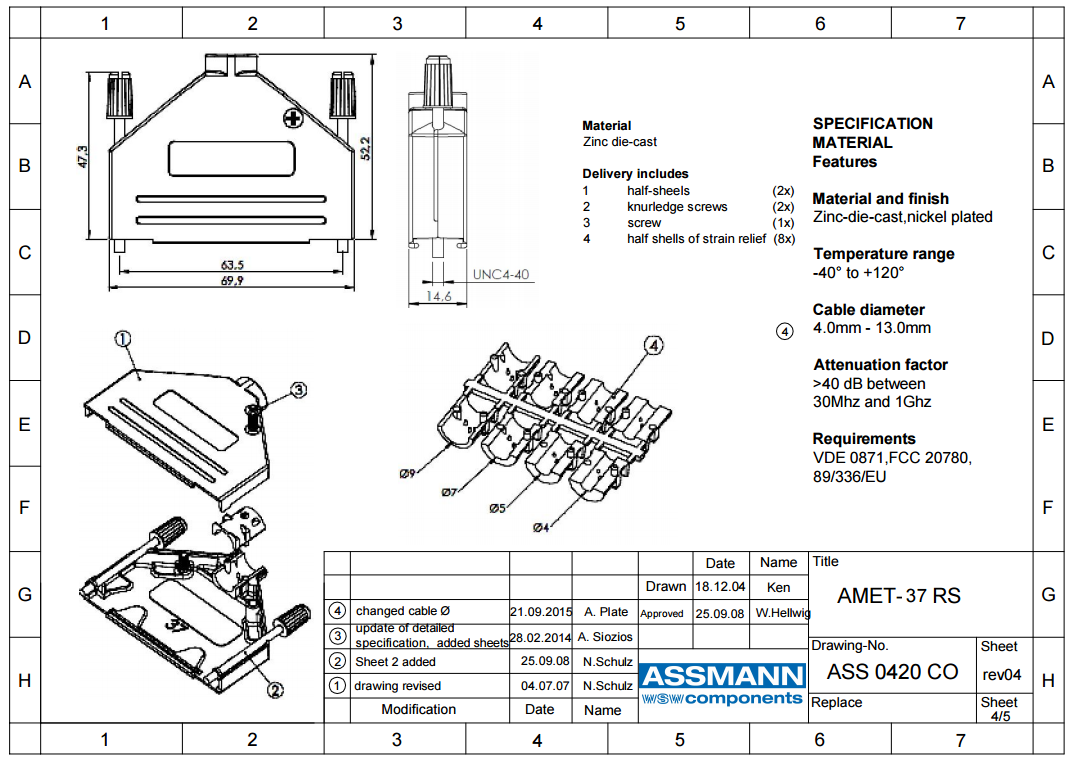 1 2 3 4 5 6 7
A A
B B
C C
D D
E E
F F
G G
H H
47,3
52,2
63,5
69,9
UNC4-40
14,6
Material
Zinc die-cast
Delivery includes
1 half-sheels (2x)
2 knurledge screws (2x)
3 screw (1x)
4 half shells of strain relief (8x)
SPECIFICATION
MATERIAL
Features
Material and finish
Zinc-die-cast,nickel plated
Temperature range
-40° to +120°
Cable diameter
4 4.0mm - 13.0mm
Attenuation factor
>40 dB between
30Mhz and 1Ghz
Requirements
VDE 0871,FCC 20780,
89/336/EU
1
3
37
2
4
Ø9
Ø7
Ø5
Ø4
Date Name
Drawn 18.12.04 Ken
Approved 25.09.08 W.Hellwig
4 changed cable Ø 21.09.2015 A. Plate
3 update of detailed
specification, added sheets 28.02.2014 A. Siozios
2 Sheet 2 added 25.09.08 N.Schulz
1 drawing revised 04.07.07 N.Schulz
Modification Date Name
ASSMANN
WSW components
Title
AMET-37 RS
Drawing-No.
ASS 0420 CO
Sheet
rev04
Replace
Sheet
4/5
1 2 3 4 5 6 7